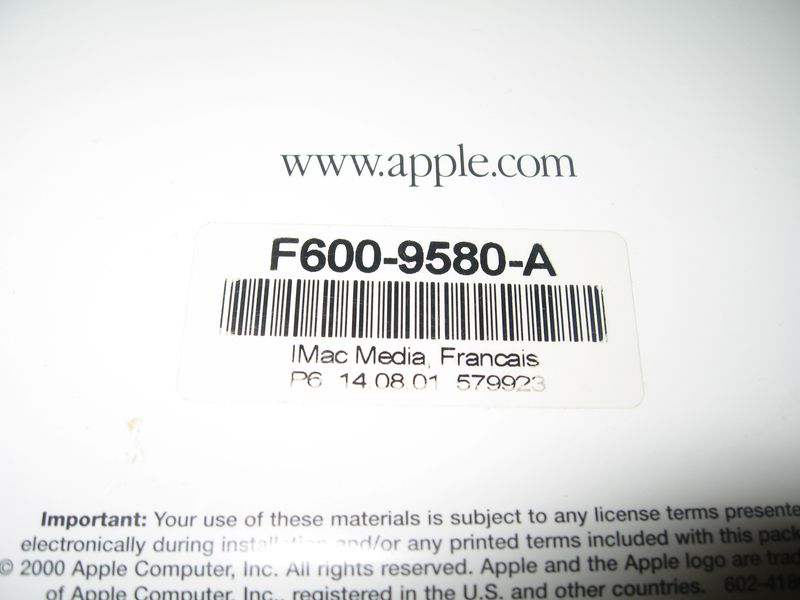 www.apple.com
F600-9580-A
IMac Media, Francais
P6 14.08.01 579923
Important: Your use of these materials is subject to any license terms presente
electronically during and/or any printed terms included with this pack
© 2000 Apple Computer, Inc. All rights reserved. Apple and the Apple logo are trad
of Apple Computer, Inc., registered in the U.S. and other countries. 602-418